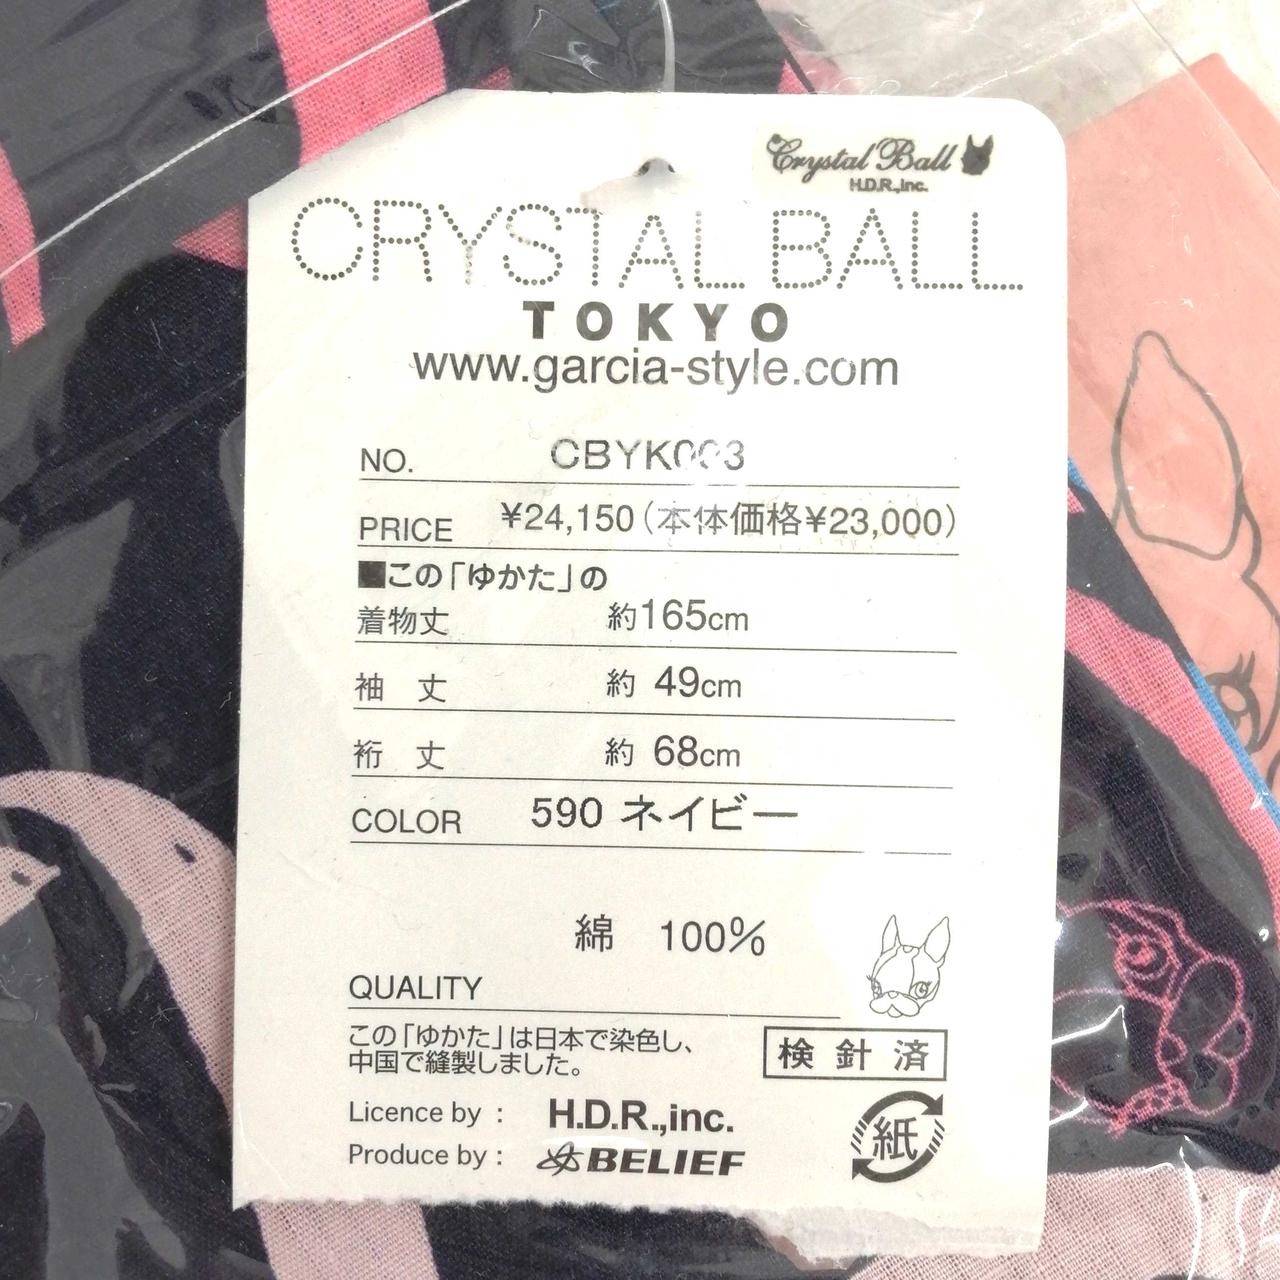 Crystal Ball
H.D.R.,Inc.
CRYSTAL BALL
TOKYO
www.garcia-style.com
NO. CBYK003
PRICE ¥24,150(本体価格¥23,000)
■この「ゆかた」の
着物丈 約165cm
袖 丈 約 49cm
裄 丈 約 68cm
COLOR 590 ネイビー
綿 100%
QUALITY
この「ゆかた」は日本で染色し、
中国で縫製しました。
検針済
Licence by : H.D.R.,inc.
Produce by : BELIEF
紙